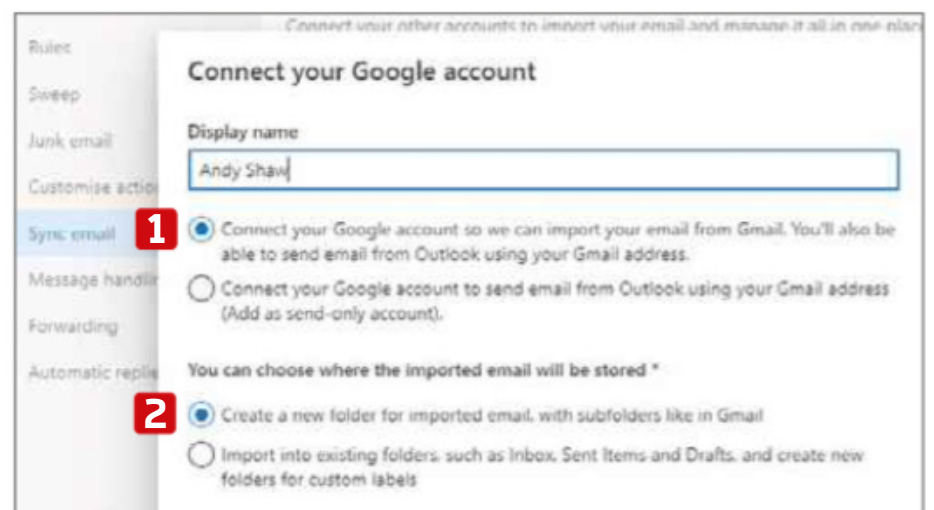 Connect your other accounts to import your email and manage it all in one plac
Rules
Sweep
Junk email
Customise actio
Sync email
Message handlin
Forwarding
Automatic replie
Connect your Google account
Display name
Andy Shaw
1
Connect your Google account so we can import your email from Gmail. You'll also be
able to send email from Outlook using your Gmail address.
Connect your Google account to send email from Outlook using your Gmail address
(Add as send-only account).
You can choose where the imported email will be stored *
2
Create a new folder for imported email, with subfolders like in Gmail
Import into existing folders, such as Inbox, Sent Items and Drafts, and create new
folders for custom labels